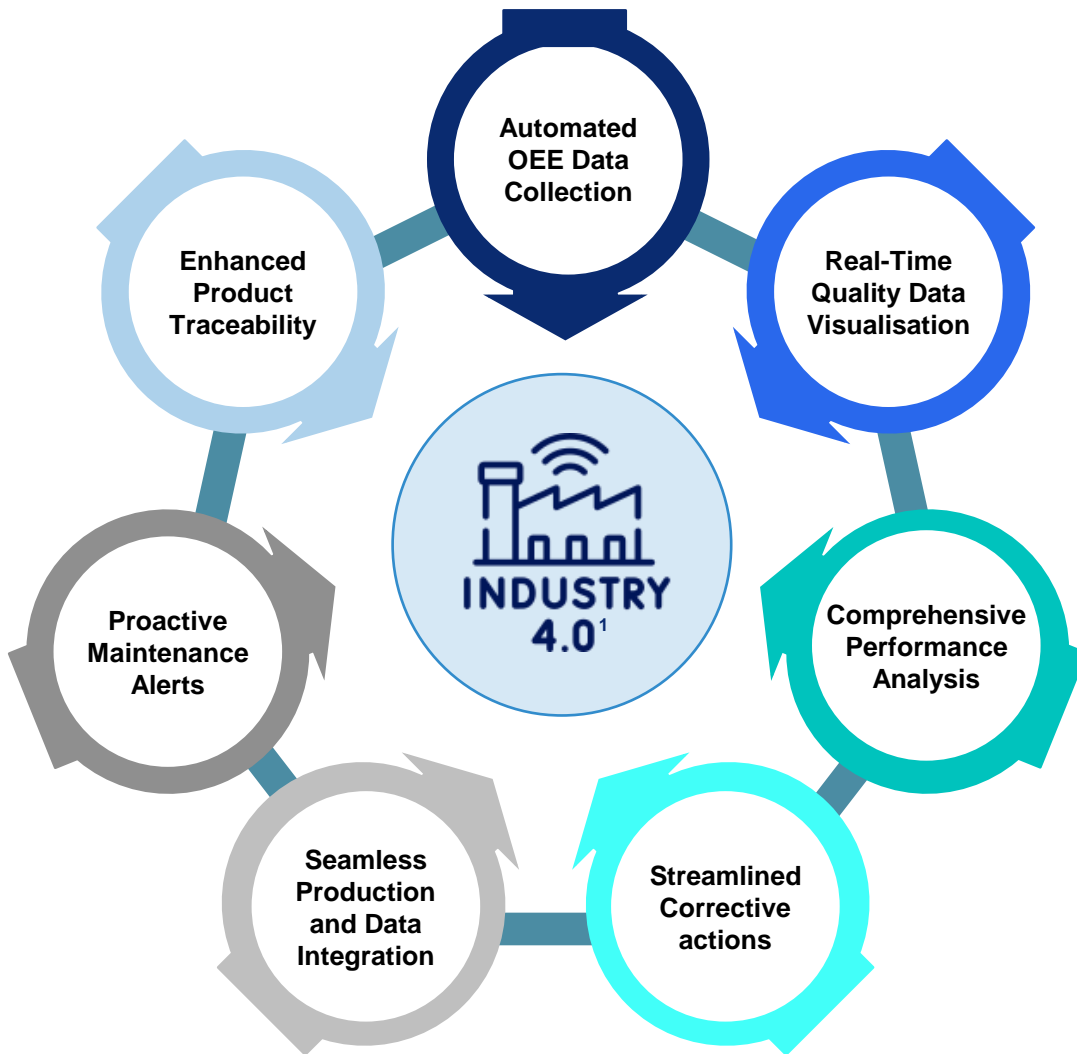 Automated
OEE Data
Collection
Real-Time
Quality Data
Visualisation
Comprehensive
Performance
Analysis
Streamlined
Corrective
actions
Seamless
Production
and Data
Integration
Proactive
Maintenance
Alerts
Enhanced
Product
Traceability
INDUSTRY
4.0¹